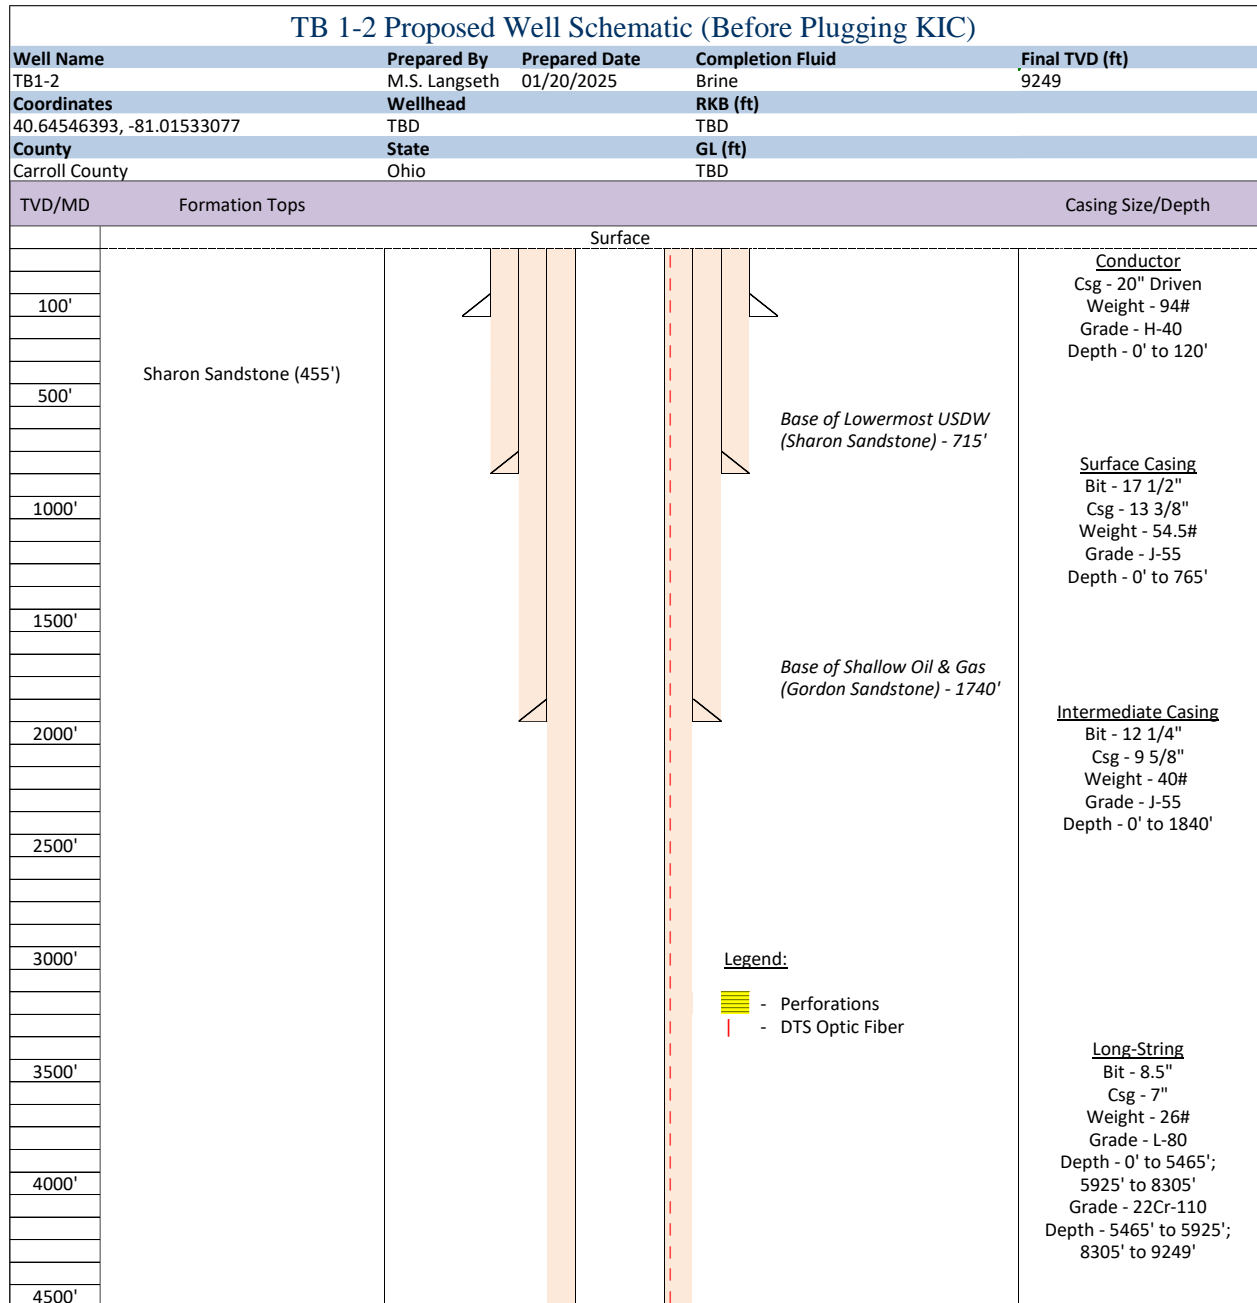 TB 1-2 Proposed Well Schematic (Before Plugging KIC)
Well Name Prepared By Prepared Date Completion Fluid Final TVD (ft)
TB1-2 M.S. Langseth 01/20/2025 Brine 9249
Coordinates Wellhead RKB (ft)
40.64546393, -81.01533077 TBD TBD
County State GL (ft)
Carroll County Ohio TBD
TVD/MD Formation Tops Casing Size/Depth
Surface
Conductor
Csg - 20" Driven
Weight - 94#
Grade - H-40
Depth - 0' to 120'
100'
Sharon Sandstone (455')
500'
Base of Lowermost USDW
(Sharon Sandstone) - 715'
Surface Casing
Bit - 17 1/2"
Csg - 13 3/8"
Weight - 54.5#
Grade - J-55
Depth - 0' to 765'
1000'
1500'
Base of Shallow Oil & Gas
(Gordon Sandstone) - 1740'
Intermediate Casing
Bit - 12 1/4"
Csg - 9 5/8"
Weight - 40#
Grade - J-55
Depth - 0' to 1840'
2000'
2500'
3000'
Legend:
- Perforations
- DTS Optic Fiber
Long-String
Bit - 8.5"
Csg - 7"
Weight - 26#
Grade - L-80
Depth - 0' to 5465';
5925' to 8305'
Grade - 22Cr-110
Depth - 5465' to 5925';
8305' to 9249'
3500'
4000'
4500'